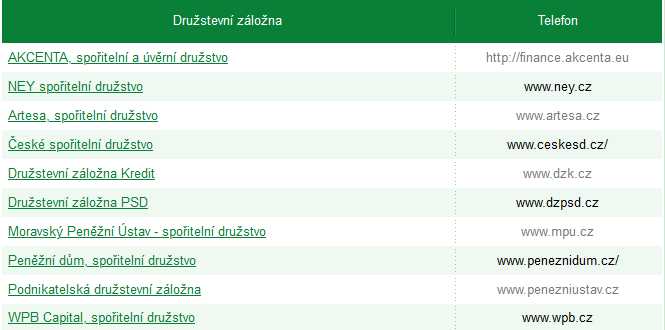 Družstevní záložna Telefon
AKCENTA, spořitelní a úvěrní družstvo http://finance.akcenta.eu
NEY spořitelní družstvo www.ney.cz
Artesa, spořitelní družstvo www.artesa.cz
České spořitelní družstvo www.ceskesd.cz/
Družstevní záložna Kredit www.dzk.cz
Družstevní záložna PSD www.dzpsd.cz
Moravský Peněžní Ústav - spořitelní družstvo www.mpu.cz
Peněžní dům, spořitelní družstvo www.peneznidum.cz/
Podnikatelská družstevní záložna www.penezniustav.cz
WPB Capital, spořitelní družstvo www.wpb.cz